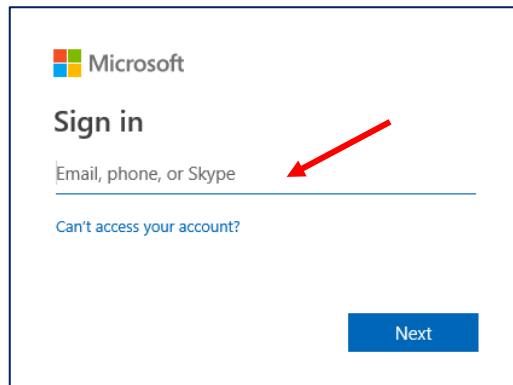 Microsoft
Sign in
Email, phone, or Skype
Can't access your account?
Next